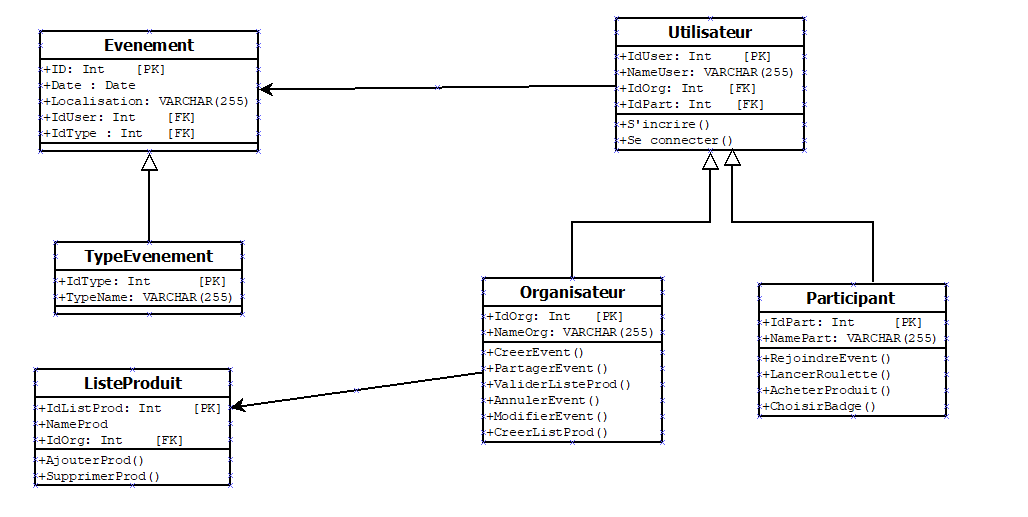 Evenement
+ID: Int [PK]
+Date : Date
+Localisation: VARCHAR(255)
+IdUser: Int [FK]
+IdType : Int [FK]
Utilisateur
+IdUser: Int [PK]
+NameUser: VARCHAR(255)
+IdOrg: Int [FK]
+IdPart: Int [FK]
+S'incrire()
+Se connecter()
TypeEvenement
+IdType: Int [PK]
+TypeName: VARCHAR(255)
Organisateur
+IdOrg: Int [PK]
+NameOrg: VARCHAR(255)
+CreerEvent()
+PartagerEvent()
+ValiderListeProd()
+AnnulerEvent()
+ModifierEvent()
+CreerListProd()
Participant
+IdPart: Int [PK]
+NamePart: VARCHAR(255)
+RejoindreEvent()
+LancerRoulette()
+AcheterProduit()
+ChoisirBadge()
ListeProduit
+IdListProd: Int [PK]
+NameProd
+IdOrg: Int [FK]
+AjouterProd()
+SupprimerProd()